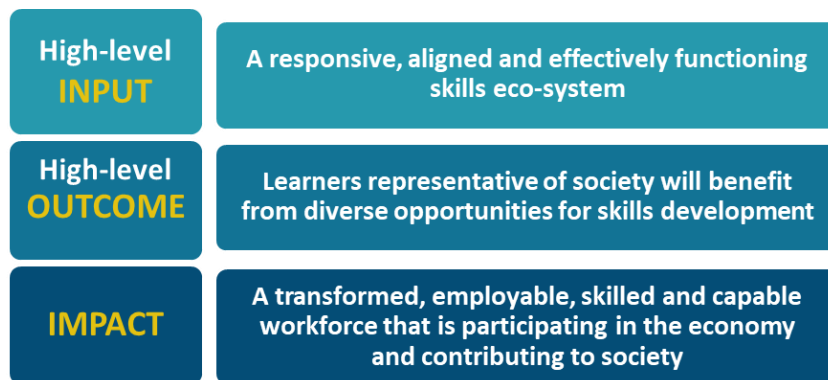 High-level
INPUT
A responsive, aligned and effectively functioning
skills eco-system
High-level
OUTCOME
Learners representative of society will benefit
from diverse opportunities for skills development
IMPACT
A transformed, employable, skilled and capable
workforce that is participating in the economy
and contributing to society